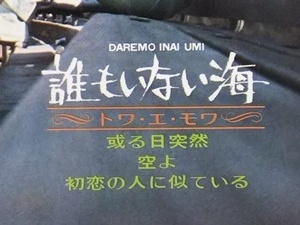 DAREMO INAI UMI
誰もいない海
トワ・エ・モワ
或る日突然
空よ
初恋の人に似ている